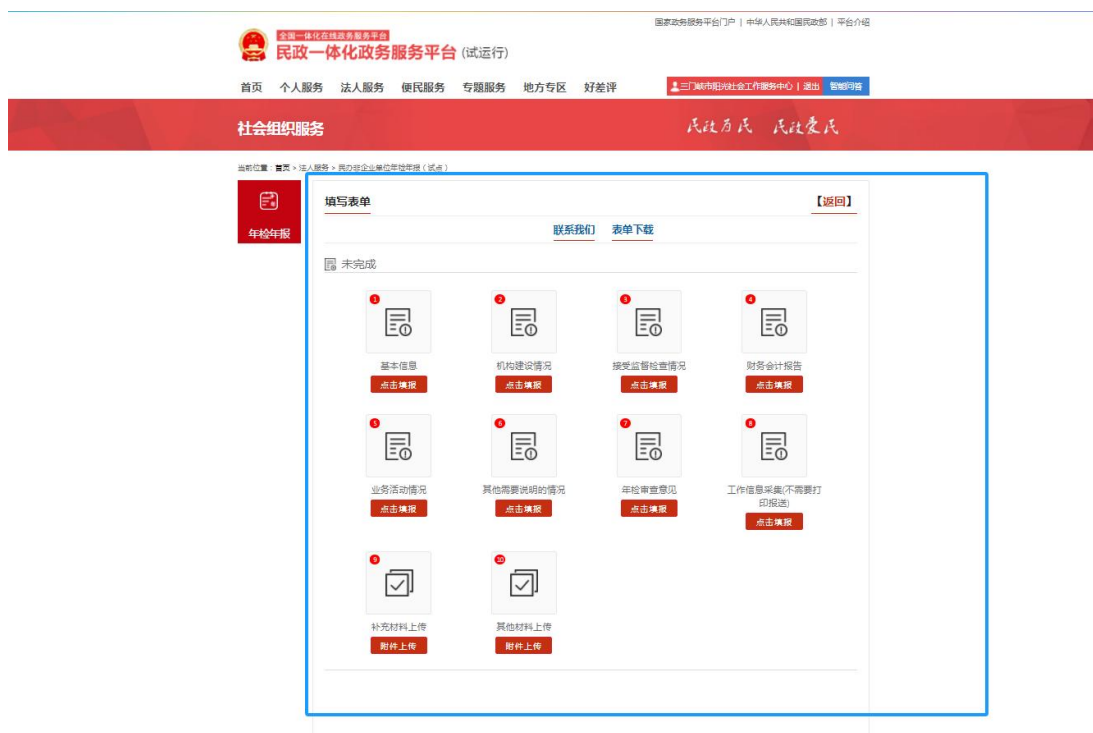 国家政务服务平台门户 | 中华人民共和国民政部 | 平台介绍
全国一体化在线政务服务平台
民政一体化政务服务平台 (试运行)
首页 个人服务 法人服务 便民服务 专题服务 地方专区 好差评 三门峡市阳光社会工作服务中心 | 退出 智能问答
社会组织服务 民政为民 民政爱民
当前位置：首页 > 法人服务 > 民办非企业单位年检年报（试点）
年检年报
填写表单 【返回】
联系我们 表单下载
未完成
1 2 3 4
基本信息 机构建设情况 接受监督检查情况 财务会计报告
点击填报 点击填报 点击填报 点击填报
5 6 7 8
业务活动情况 其他需要说明的情况 年检审查意见 工作信息采集(不需要打
印报送)
点击填报 点击填报 点击填报 点击填报
9 10
补充材料上传 其他材料上传
附件上传 附件上传